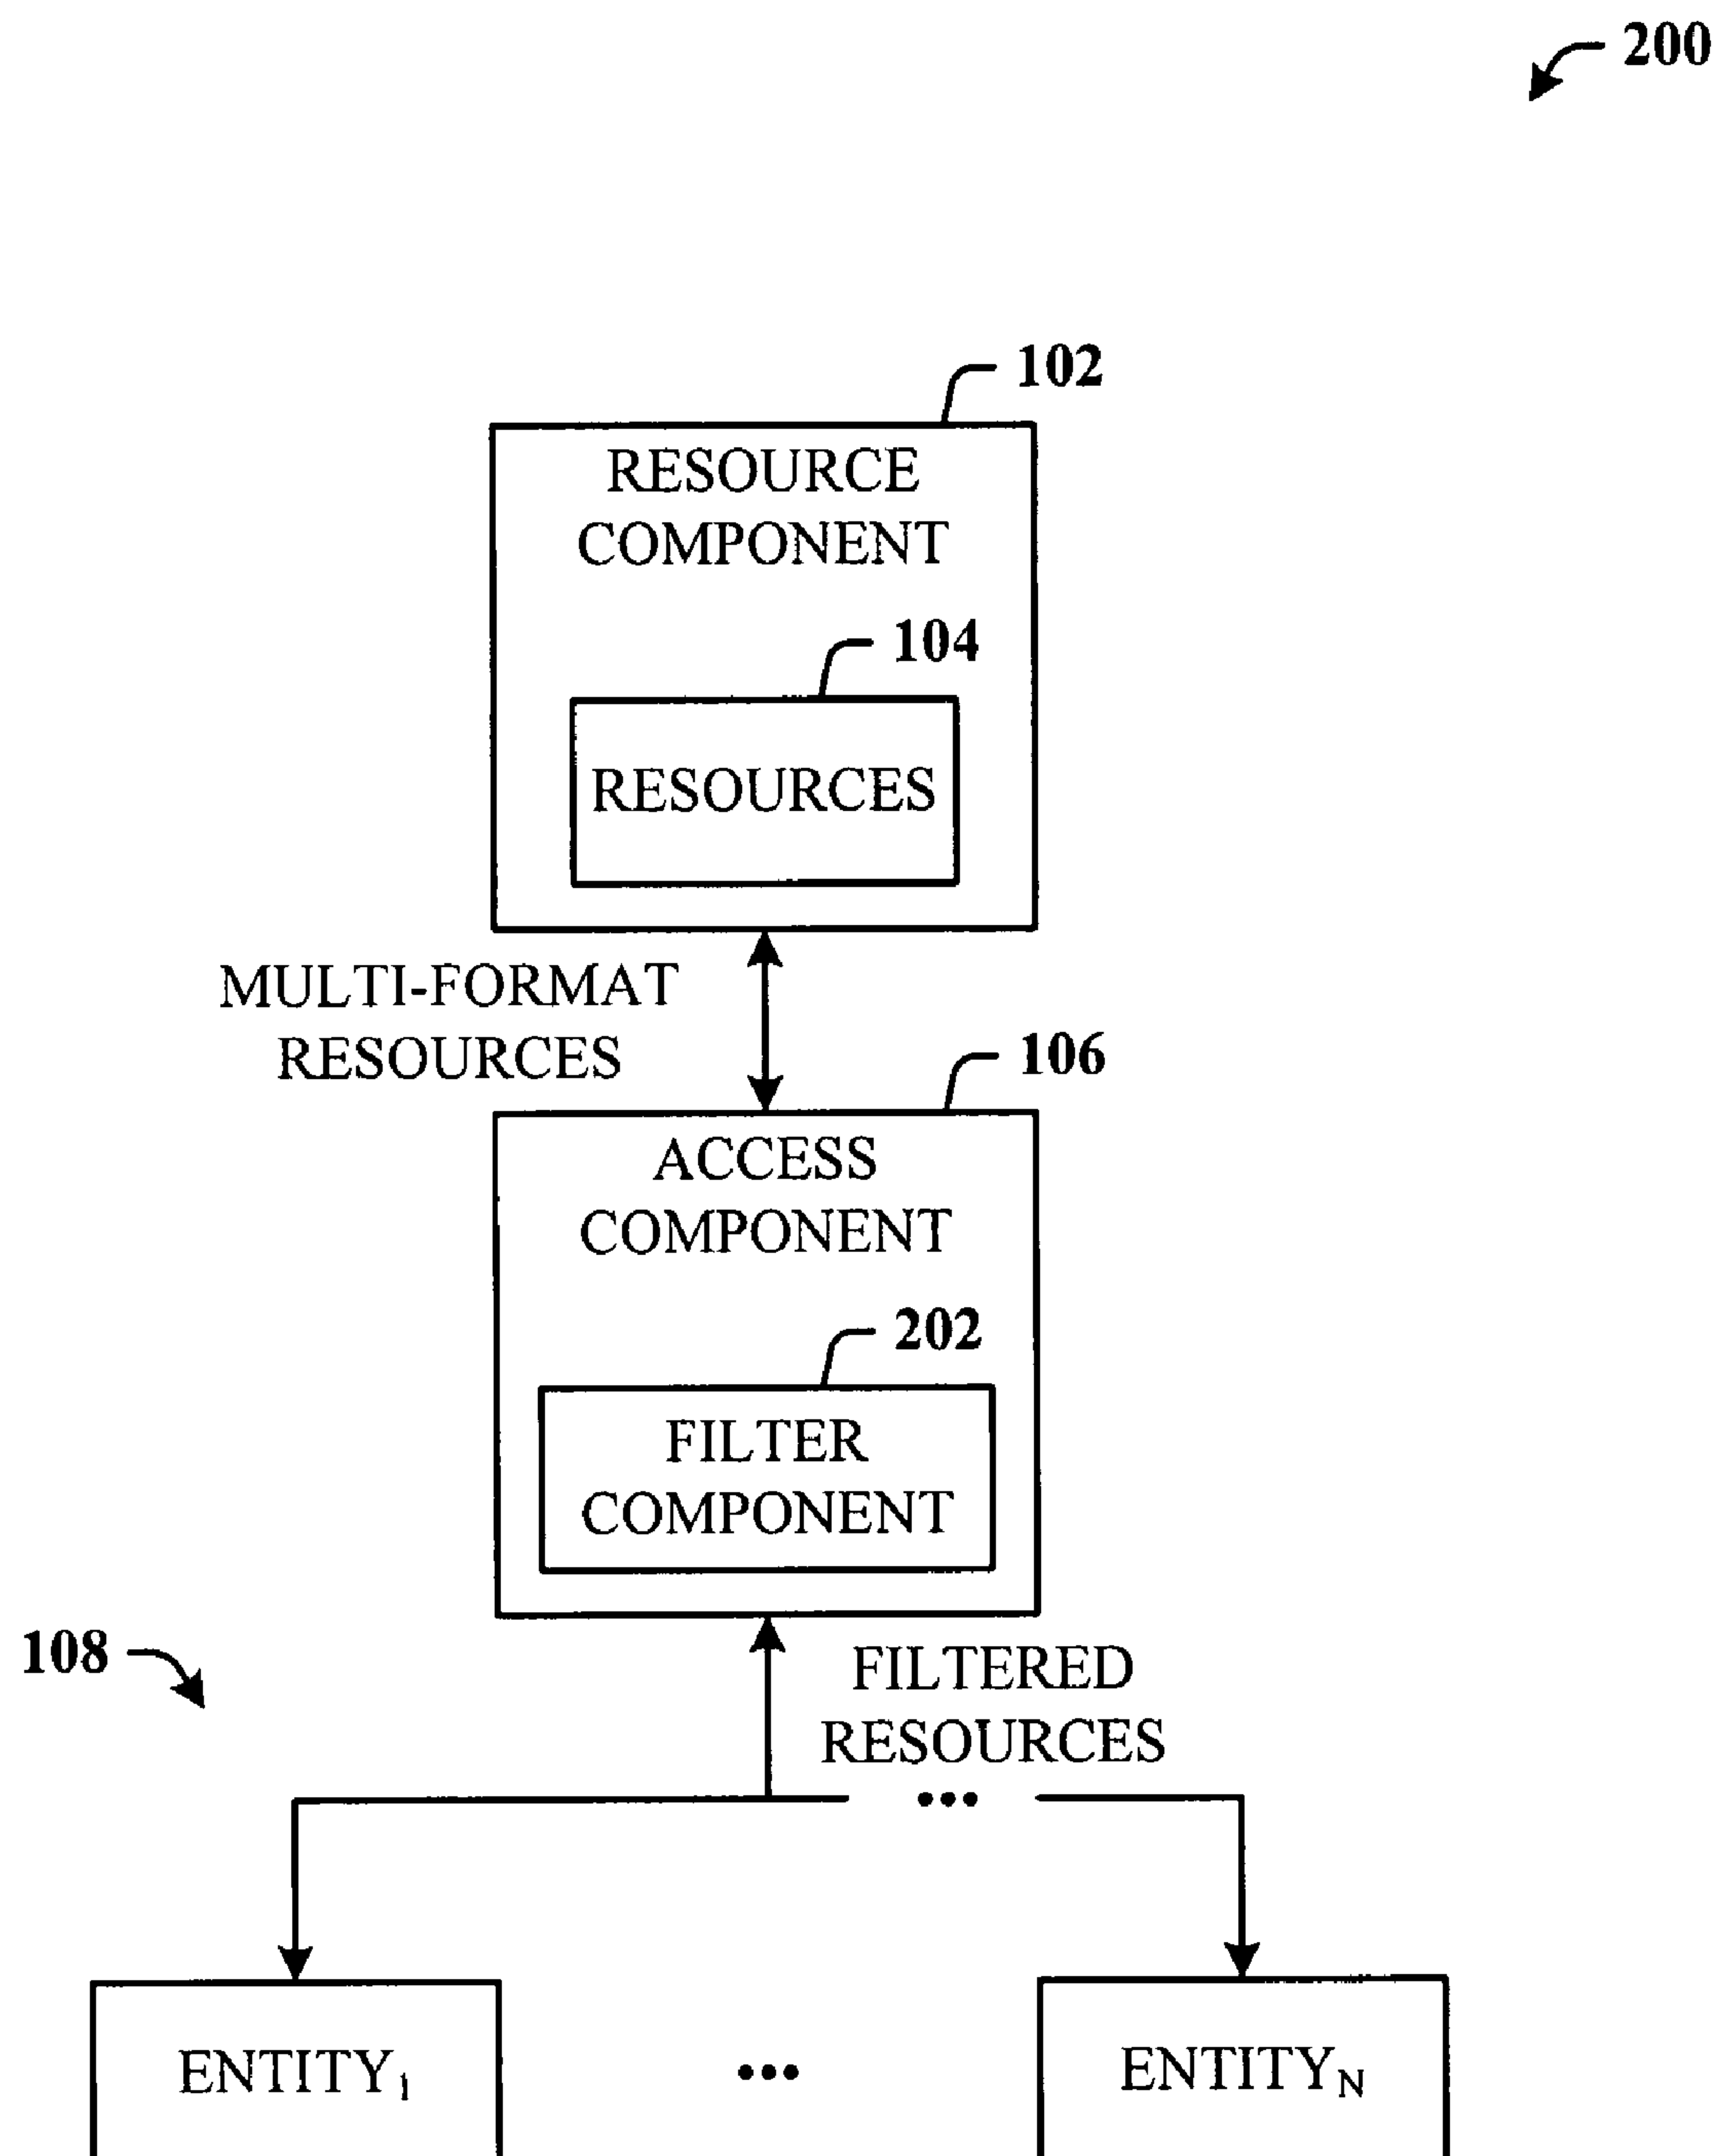 200
102
RESOURCE
COMPONENT
104
RESOURCES
MULTI-FORMAT
RESOURCES
106
ACCESS
COMPONENT
202
FILTER
COMPONENT
108
FILTERED
RESOURCES
•••
ENTITY₁
•••
ENTITYN